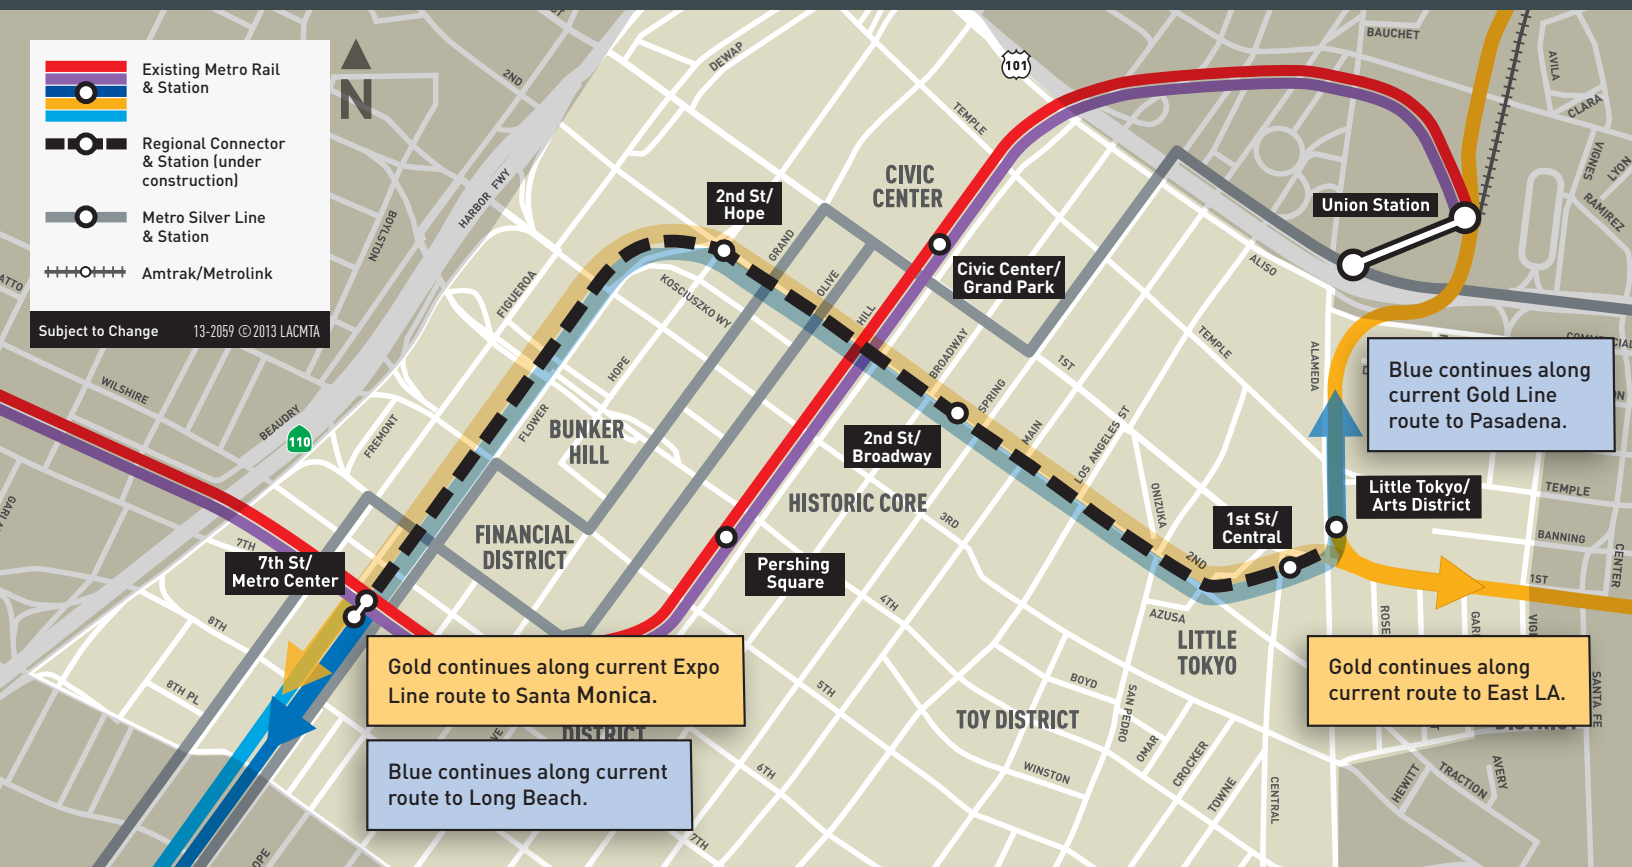 Existing Metro Rail
& Station
Regional Connector
& Station (under
construction)
Metro Silver Line
& Station
Amtrak/Metrolink
Subject to Change
13-2059 ©2013 LACMTA
N
2ND
DEWAP
101
BAUCHET
AVILA
CLARA
VIGNES
LYON
RAMIREZ
TEMPLE
CIVIC
CENTER
HARBOR FWY
BOYLSTON
2nd St/
Hope
Union Station
GRAND
OLIVE
HILL
Civic Center/
Grand Park
ALISO
FIGUEROA
KOSCIUSZKO WY
BROADWAY
1ST
TEMPLE
ALAMEDA
Blue continues along
current Gold Line
route to Pasadena.
WILSHIRE
BEAUDRY
110
FREMONT
HOPE
FLOWER
BUNKER
HILL
SPRING
MAIN
LOS ANGELES ST
2nd St/
Broadway
HISTORIC CORE
3RD
ONIZUKA
2ND
1st St/
Central
Little Tokyo/
Arts District
TEMPLE
BANNING
CENTER
1ST
FINANCIAL
DISTRICT
7TH
7th St/
Metro Center
Pershing
Square
4TH
AZUSA
LITTLE
TOKYO
ROSE
8TH
8TH PL
Gold continues along current Expo
Line route to Santa Monica.
5TH
BOYD
SAN PEDRO
TOY DISTRICT
OMAR
CROCKER
TOWNE
WINSTON
CENTRAL
Gold continues along
current route to East LA.
SANTA FE
DISTRICT
DISTRICT
Blue continues along current
route to Long Beach.
6TH
7TH
HEWITT
TRACTION
AVERY